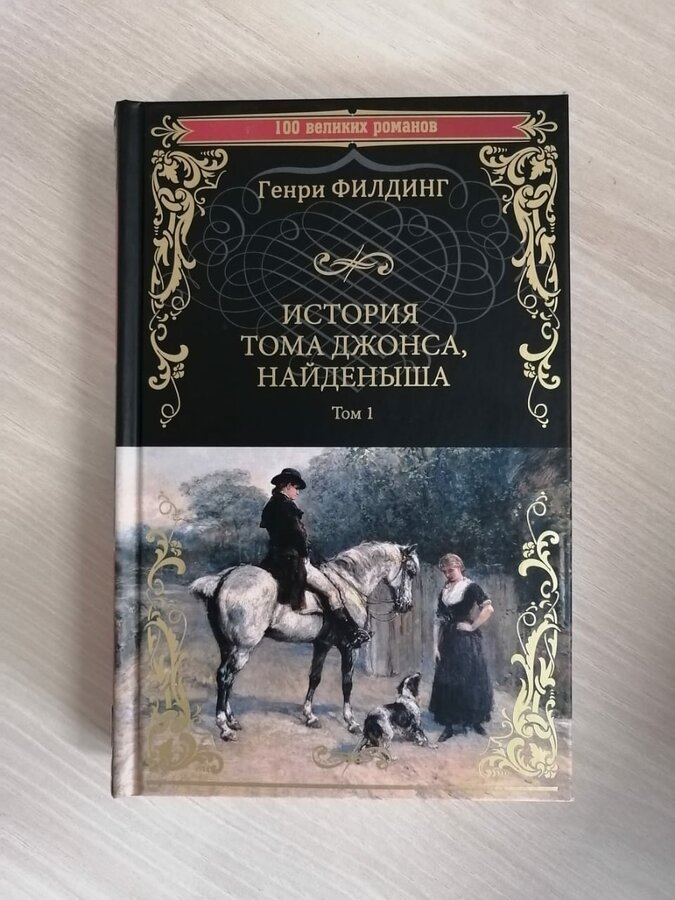 100 великих романов
Генри ФИЛДИНГ
ИСТОРИЯ
ТОМА ДЖОНСА,
НАЙДЕНЫША
Том 1